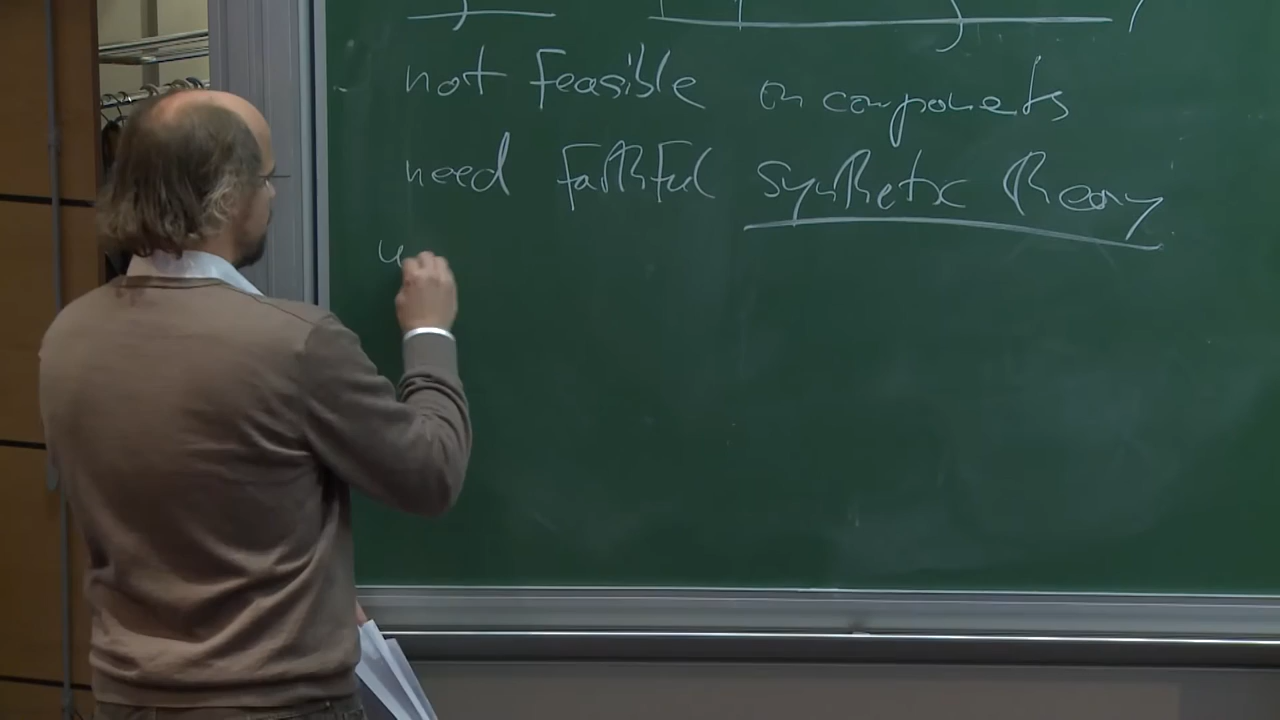 not feasible on components
need faithful synthetic theory